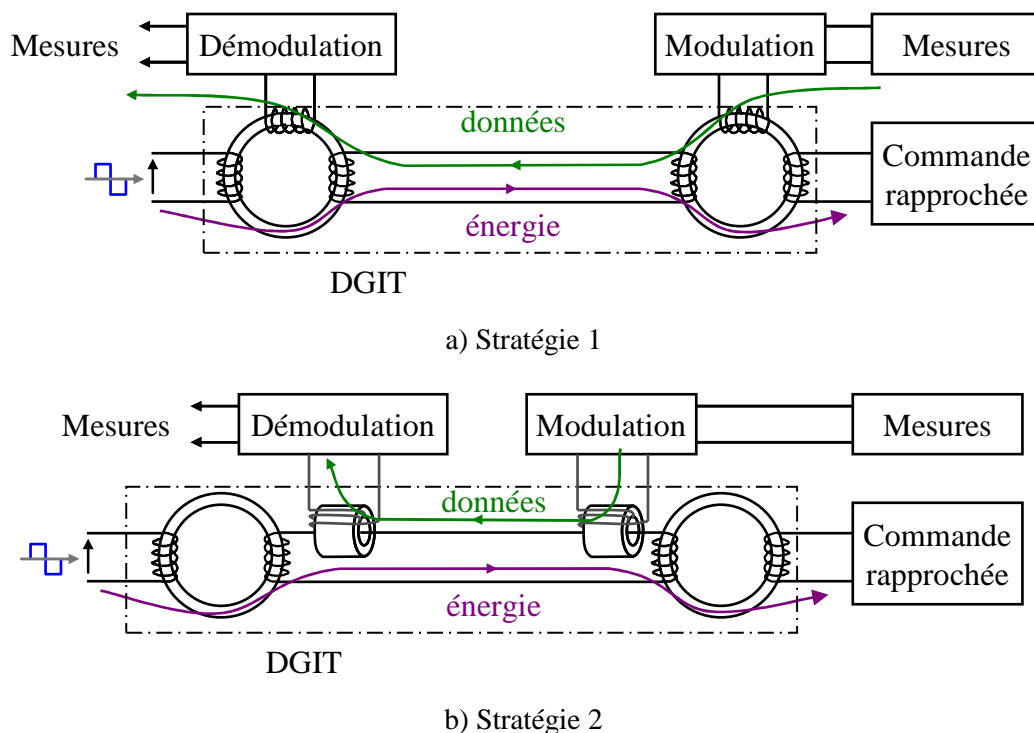 Mesures
Démodulation
Modulation
Mesures
données
Commande
rapprochée
énergie
DGIT
a) Stratégie 1
Mesures
Démodulation
Modulation
Mesures
données
Commande
rapprochée
énergie
DGIT
b) Stratégie 2